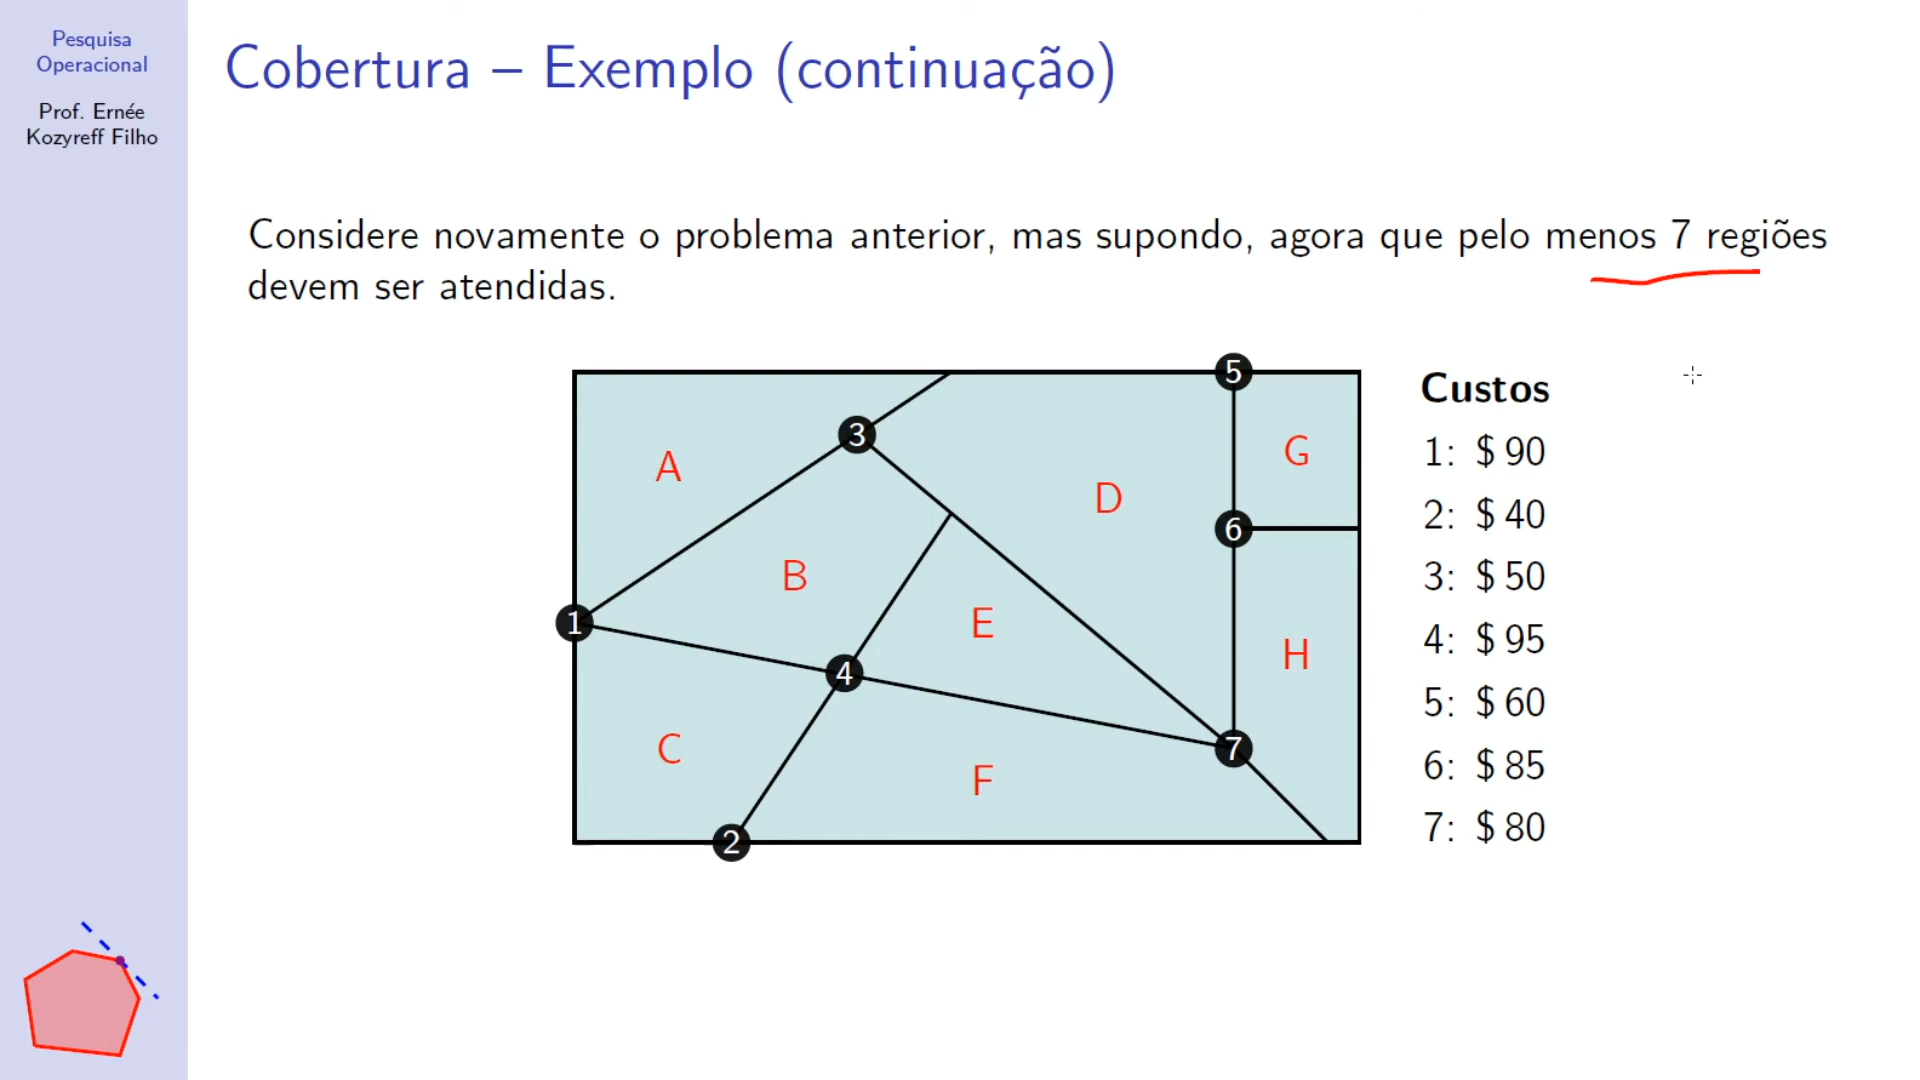 Pesquisa
Operacional
Prof. Ernée
Kozyreff Filho
Cobertura – Exemplo (continuação)
Considere novamente o problema anterior, mas supondo, agora que pelo menos 7 regiões
devem ser atendidas.
5
3
A
G
D
6
B
1
E
4
H
7
C
F
2
Custos
1: $ 90
2: $ 40
3: $ 50
4: $ 95
5: $ 60
6: $ 85
7: $ 80